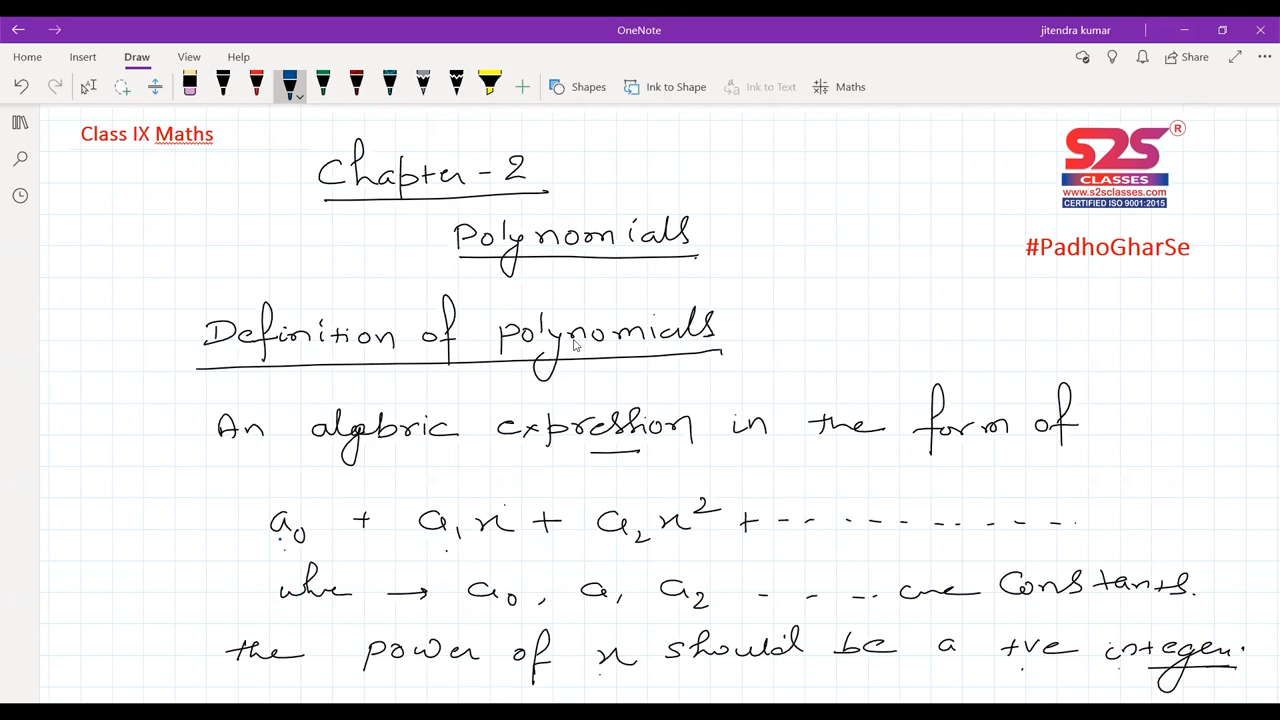 OneNote
jitendra kumar
Home Insert Draw View Help
Share
Shapes Ink to Shape Ink to Text Maths
Class IX Maths
Chapter - 2
Polynomials
S2S ®
CLASSES
www.s2sclasses.com
CERTIFIED ISO 9001:2015
#PadhoGharSe
Definition of polynomials
An algebric expression in the form of
a₀ + a₁x + a₂x² + - - - - - - - - - -
where → a₀, a₁ a₂ - - - are Constants.
the power of x should be a +ve integer.